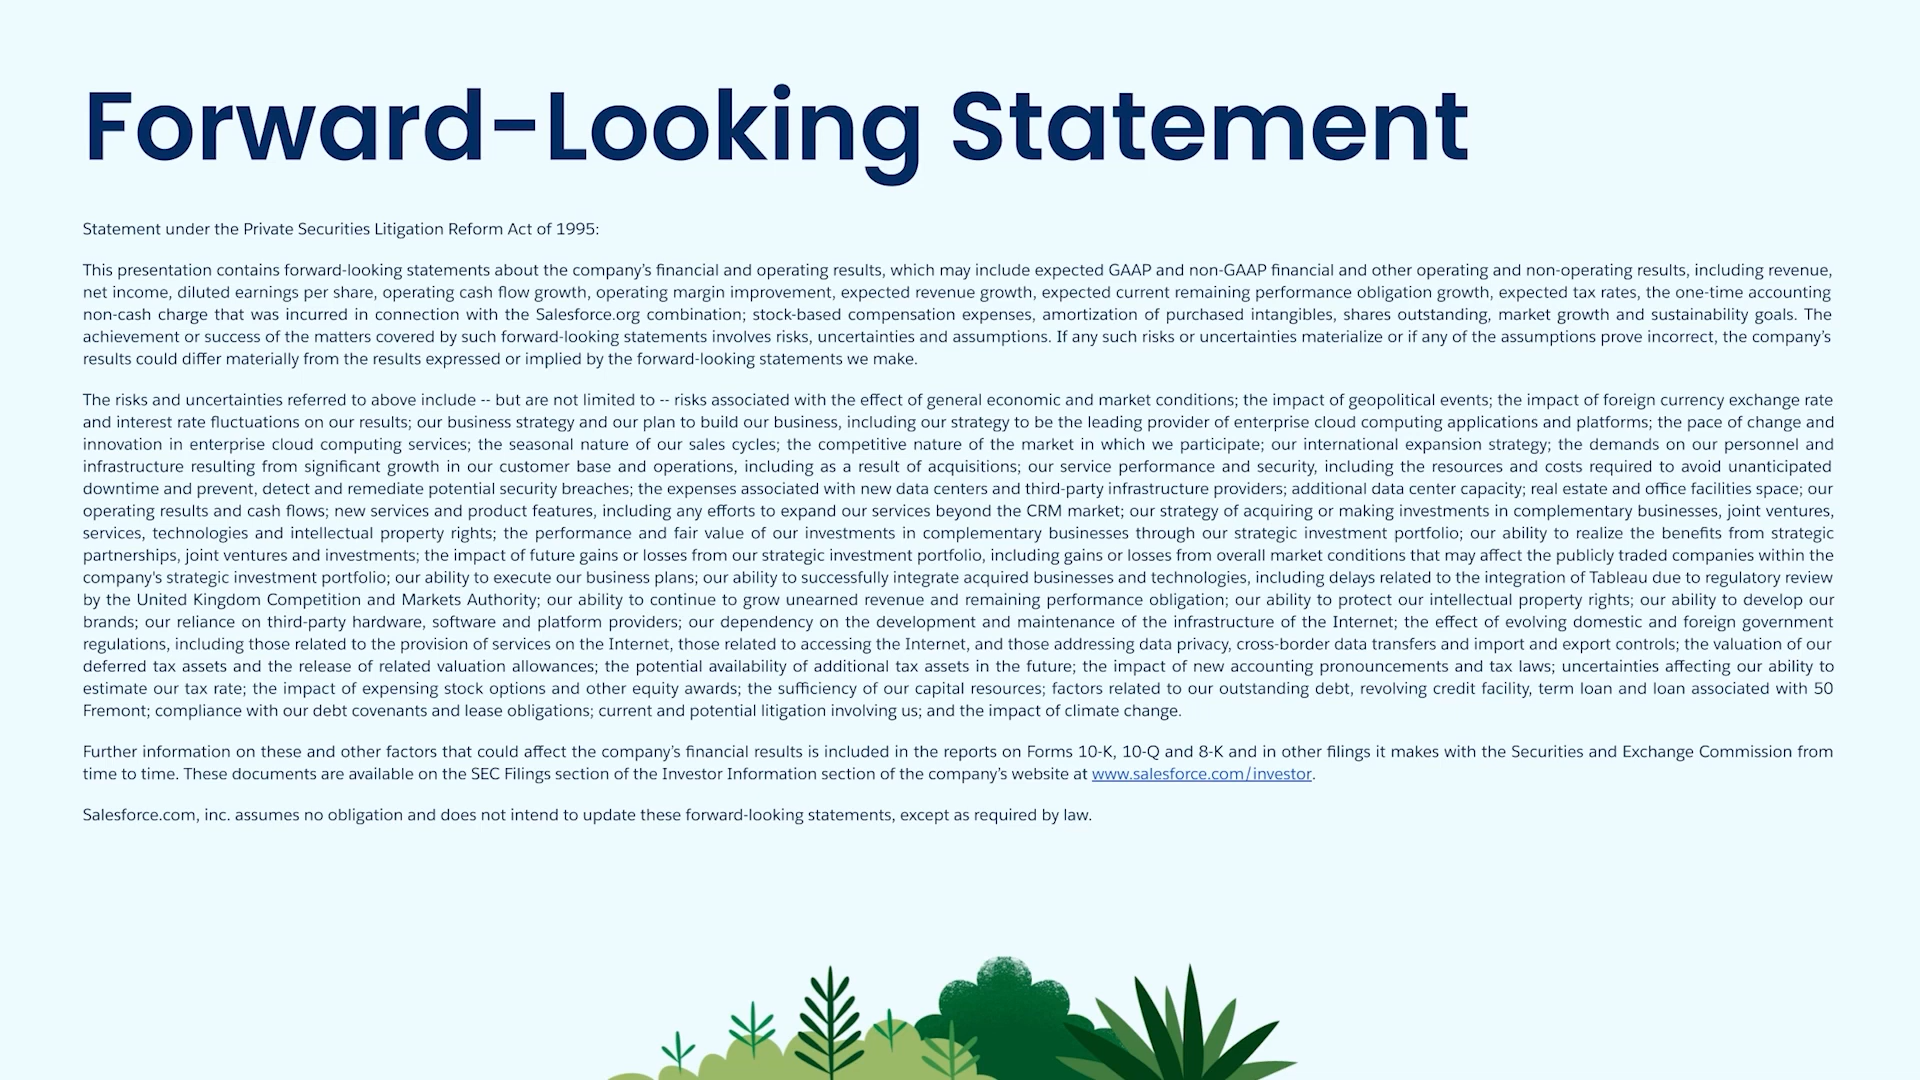 Forward-Looking Statement
Statement under the Private Securities Litigation Reform Act of 1995:
This presentation contains forward-looking statements about the company’s financial and operating results, which may include expected GAAP and non-GAAP financial and other operating and non-operating results, including revenue,
net income, diluted earnings per share, operating cash flow growth, operating margin improvement, expected revenue growth, expected current remaining performance obligation growth, expected tax rates, the one-time accounting
non-cash charge that was incurred in connection with the Salesforce.org combination; stock-based compensation expenses, amortization of purchased intangibles, shares outstanding, market growth and sustainability goals. The
achievement or success of the matters covered by such forward-looking statements involves risks, uncertainties and assumptions. If any such risks or uncertainties materialize or if any of the assumptions prove incorrect, the company’s
results could differ materially from the results expressed or implied by the forward-looking statements we make.
The risks and uncertainties referred to above include -- but are not limited to -- risks associated with the effect of general economic and market conditions; the impact of geopolitical events; the impact of foreign currency exchange rate
and interest rate fluctuations on our results; our business strategy and our plan to build our business, including our strategy to be the leading provider of enterprise cloud computing applications and platforms; the pace of change and
innovation in enterprise cloud computing services; the seasonal nature of our sales cycles; the competitive nature of the market in which we participate; our international expansion strategy; the demands on our personnel and
infrastructure resulting from significant growth in our customer base and operations, including as a result of acquisitions; our service performance and security, including the resources and costs required to avoid unanticipated
downtime and prevent, detect and remediate potential security breaches; the expenses associated with new data centers and third-party infrastructure providers; additional data center capacity; real estate and office facilities space; our
operating results and cash flows; new services and product features, including any efforts to expand our services beyond the CRM market; our strategy of acquiring or making investments in complementary businesses, joint ventures,
services, technologies and intellectual property rights; the performance and fair value of our investments in complementary businesses through our strategic investment portfolio; our ability to realize the benefits from strategic
partnerships, joint ventures and investments; the impact of future gains or losses from our strategic investment portfolio, including gains or losses from overall market conditions that may affect the publicly traded companies within the
company's strategic investment portfolio; our ability to execute our business plans; our ability to successfully integrate acquired businesses and technologies, including delays related to the integration of Tableau due to regulatory review
by the United Kingdom Competition and Markets Authority; our ability to continue to grow unearned revenue and remaining performance obligation; our ability to protect our intellectual property rights; our ability to develop our
brands; our reliance on third-party hardware, software and platform providers; our dependency on the development and maintenance of the infrastructure of the Internet; the effect of evolving domestic and foreign government
regulations, including those related to the provision of services on the Internet, those related to accessing the Internet, and those addressing data privacy, cross-border data transfers and import and export controls; the valuation of our
deferred tax assets and the release of related valuation allowances; the potential availability of additional tax assets in the future; the impact of new accounting pronouncements and tax laws; uncertainties affecting our ability to
estimate our tax rate; the impact of expensing stock options and other equity awards; the sufficiency of our capital resources; factors related to our outstanding debt, revolving credit facility, term loan and loan associated with 50
Fremont; compliance with our debt covenants and lease obligations; current and potential litigation involving us; and the impact of climate change.
Further information on these and other factors that could affect the company’s financial results is included in the reports on Forms 10-K, 10-Q and 8-K and in other filings it makes with the Securities and Exchange Commission from
time to time. These documents are available on the SEC Filings section of the Investor Information section of the company’s website at www.salesforce.com/investor.
Salesforce.com, inc. assumes no obligation and does not intend to update these forward-looking statements, except as required by law.